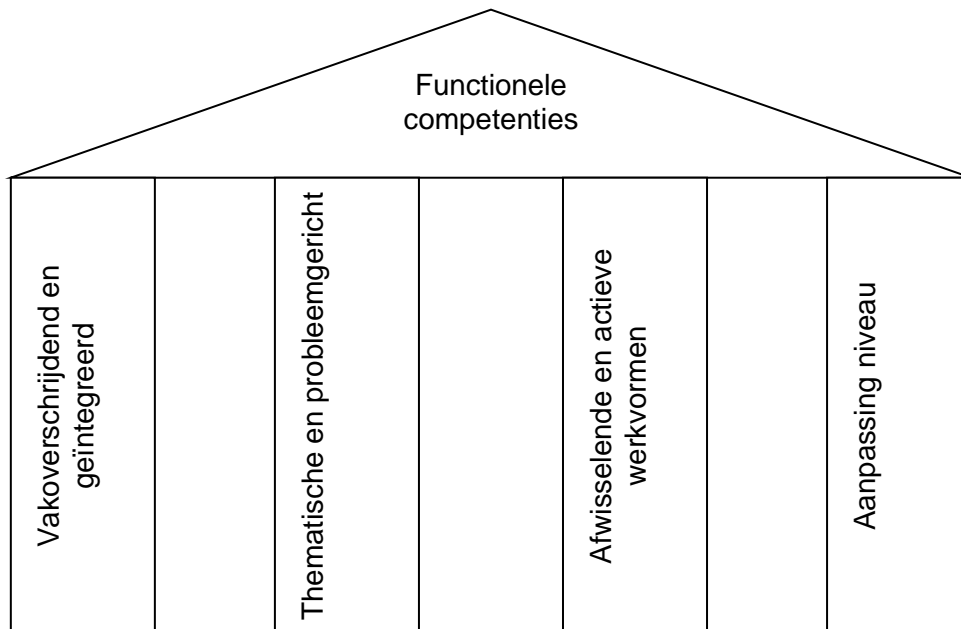 Functionele
competenties
Vakoverschrijdend en
geïntegreerd
Thematische en probleemgericht
Afwisselende en actieve
werkvormen
Aanpassing niveau